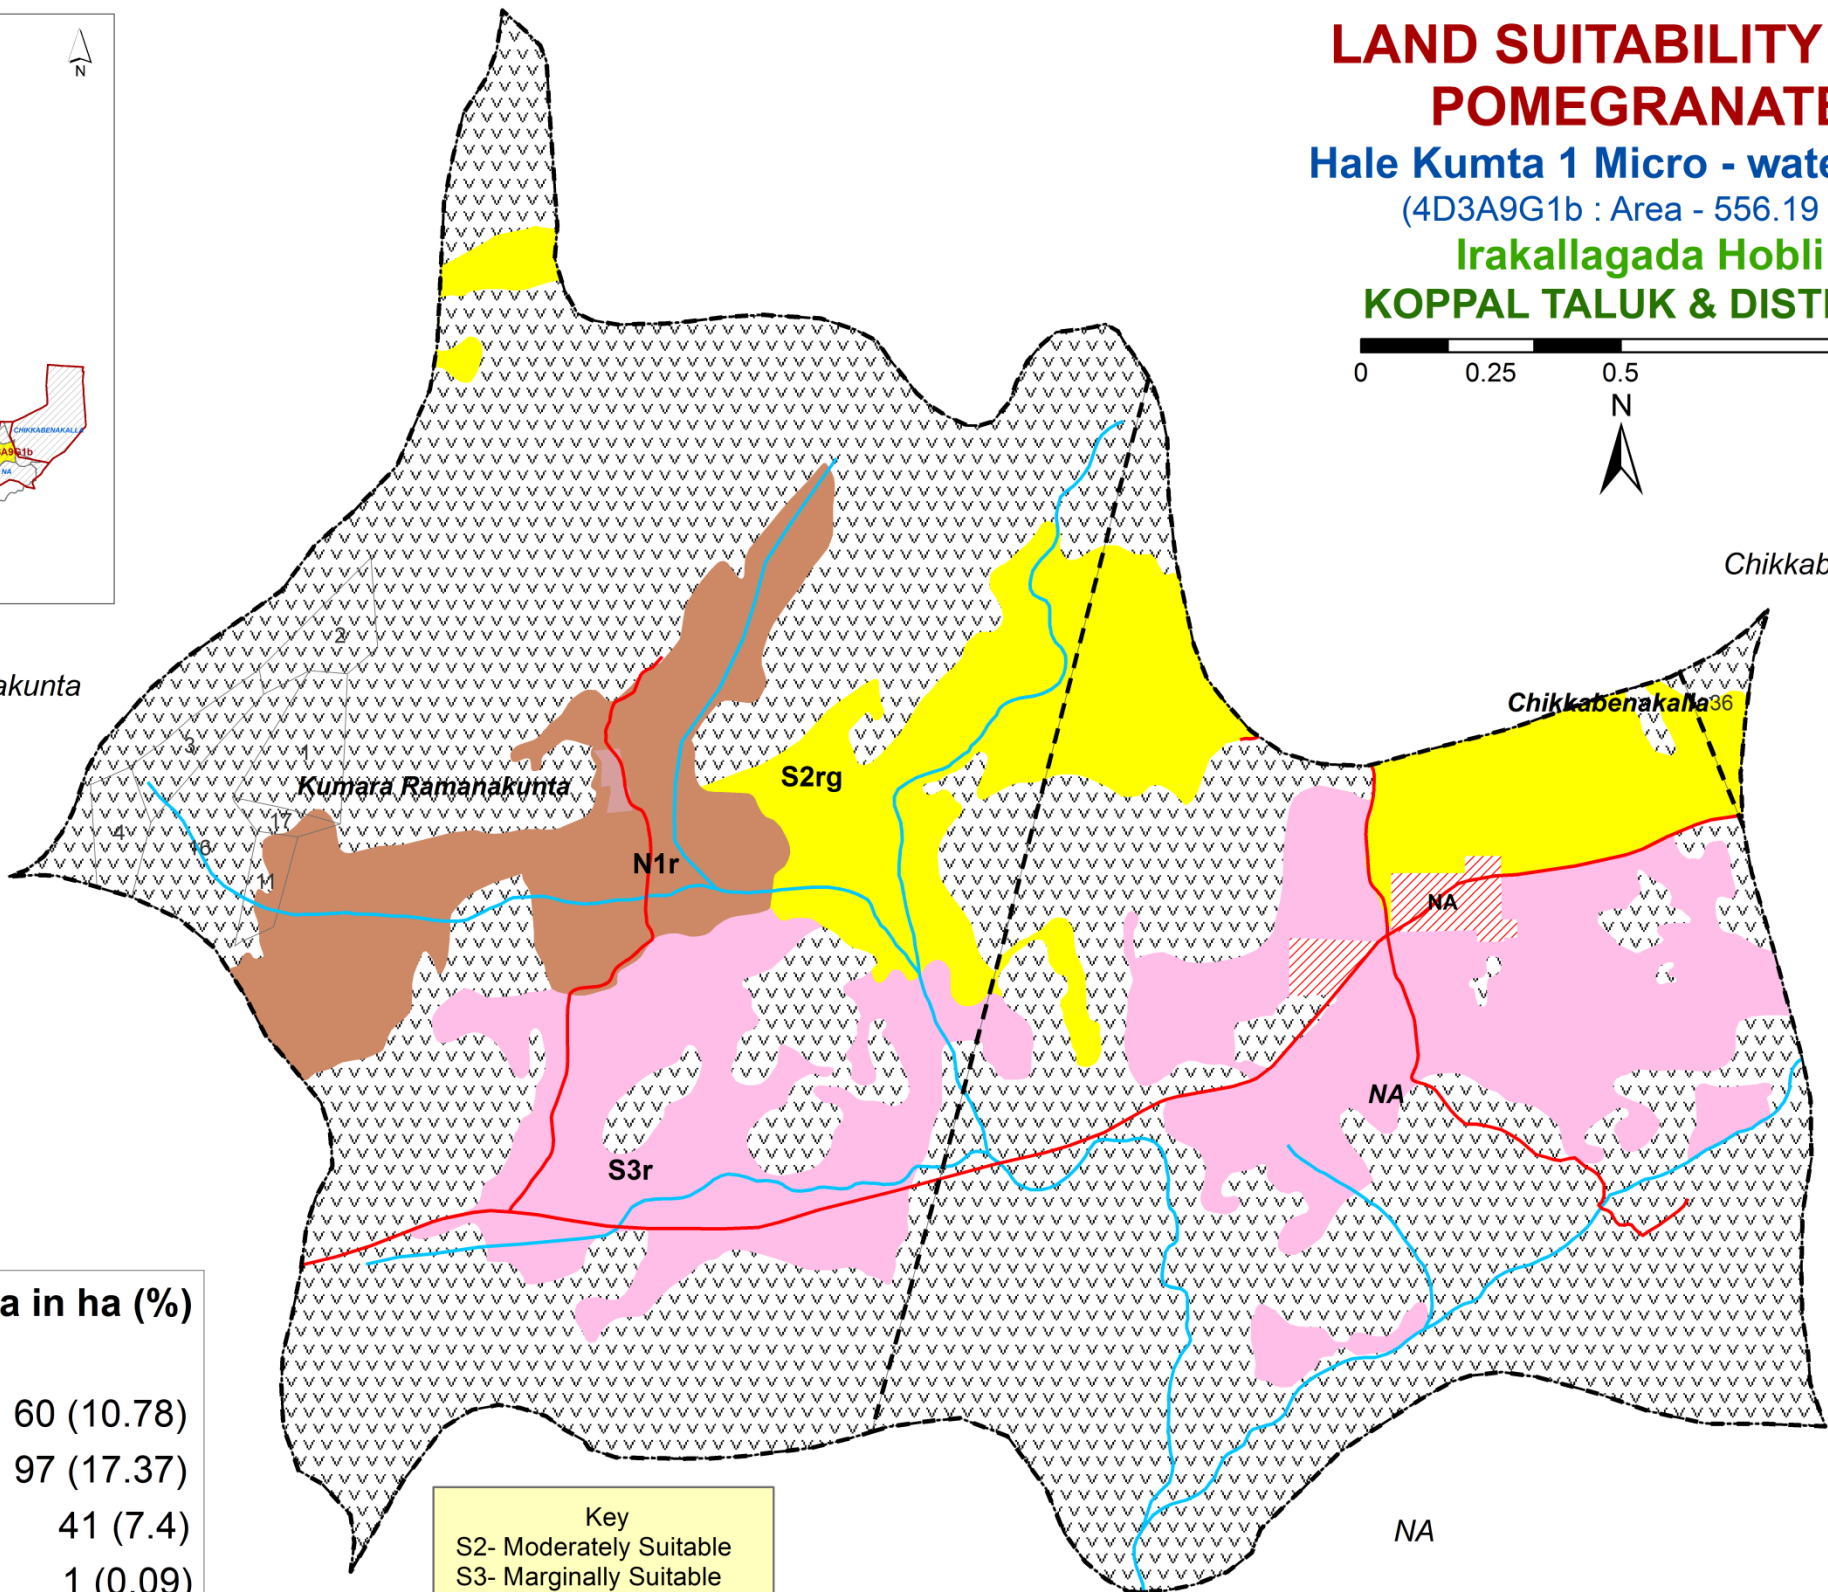 LAND SUITABILITY
POMEGRANATE
Hale Kumta 1 Micro - wate
(4D3A9G1b : Area - 556.19
Irakallagada Hobli
KOPPAL TALUK & DIST
0 0.25 0.5
N
N
CHIKKABENAKALLA
A9G1b
NA
Chikkab
akunta
2
3
1
Kumara Ramanakunta
4
16
17
11
S2rg
N1r
Chikkabenakalla
36
NA
NA
S3r
NA
a in ha (%)
60 (10.78)
97 (17.37)
41 (7.4)
1 (0.09)
Key
S2- Moderately Suitable
S3- Marginally Suitable